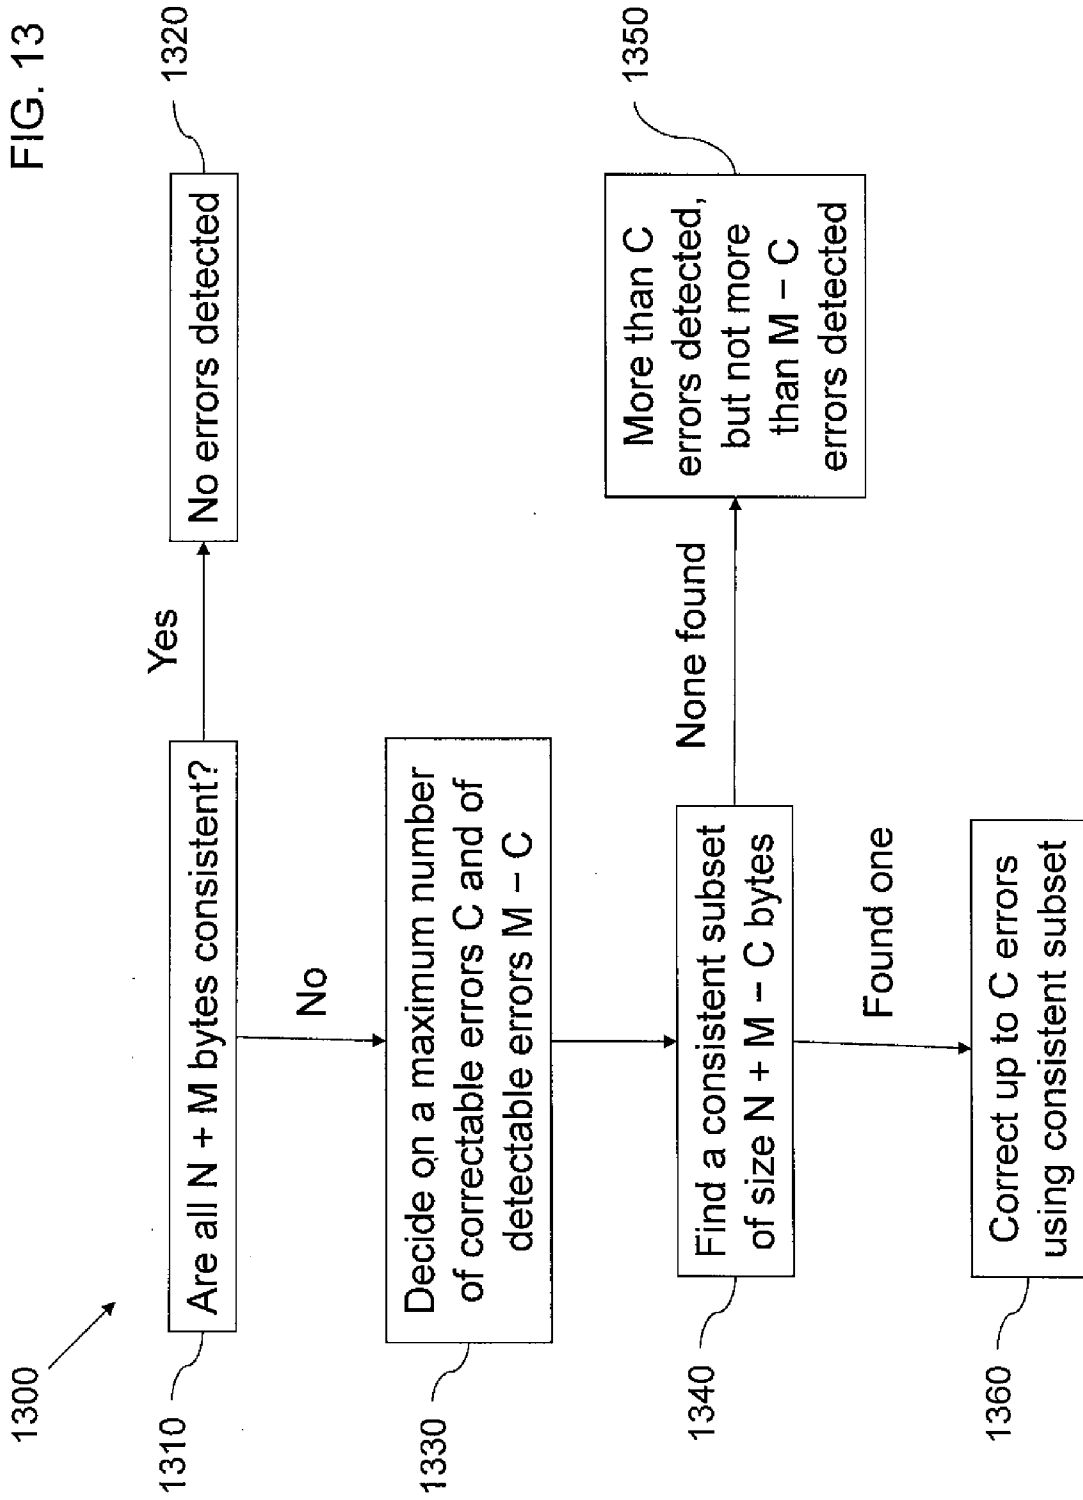 FIG. 13
1300
1310
Are all N + M bytes consistent?
Yes
No errors detected
1320
No
1330
Decide on a maximum number
of correctable errors C and of
detectable errors M – C
1340
Find a consistent subset
of size N + M – C bytes
None found
More than C
errors detected,
but not more
than M – C
errors detected
1350
Found one
1360
Correct up to C errors
using consistent subset